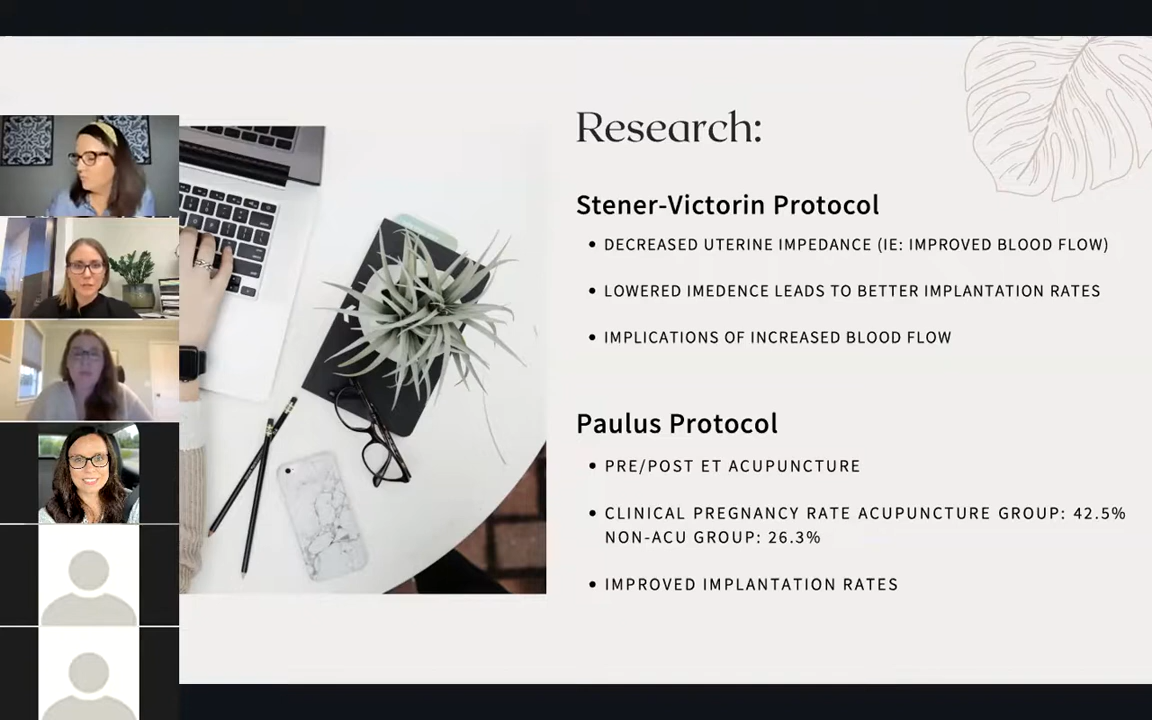 Research:
Stener-Victorin Protocol
• DECREASED UTERINE IMPEDANCE (IE: IMPROVED BLOOD FLOW)
• LOWERED IMEDENCE LEADS TO BETTER IMPLANTATION RATES
• IMPLICATIONS OF INCREASED BLOOD FLOW
Paulus Protocol
• PRE/POST ET ACUPUNCTURE
• CLINICAL PREGNANCY RATE ACUPUNCTURE GROUP: 42.5%
NON-ACU GROUP: 26.3%
• IMPROVED IMPLANTATION RATES